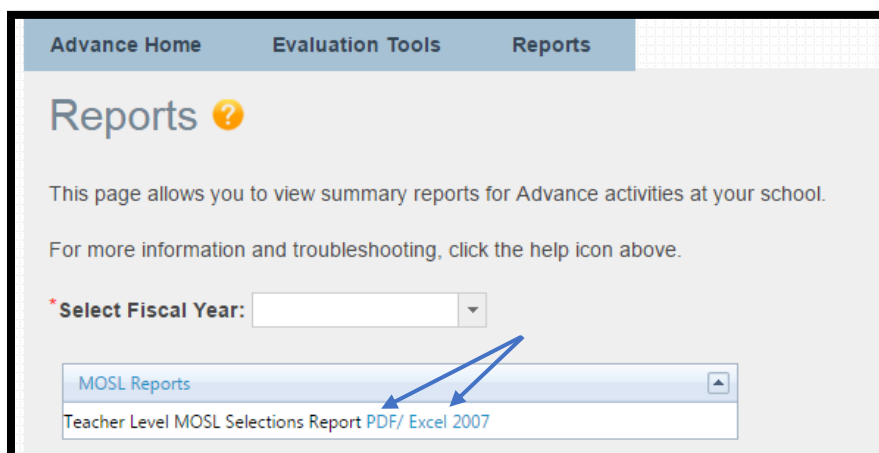 Advance Home Evaluation Tools Reports
Reports ?
This page allows you to view summary reports for Advance activities at your school.
For more information and troubleshooting, click the help icon above.
*Select Fiscal Year:
MOSL Reports
Teacher Level MOSL Selections Report PDF/ Excel 2007